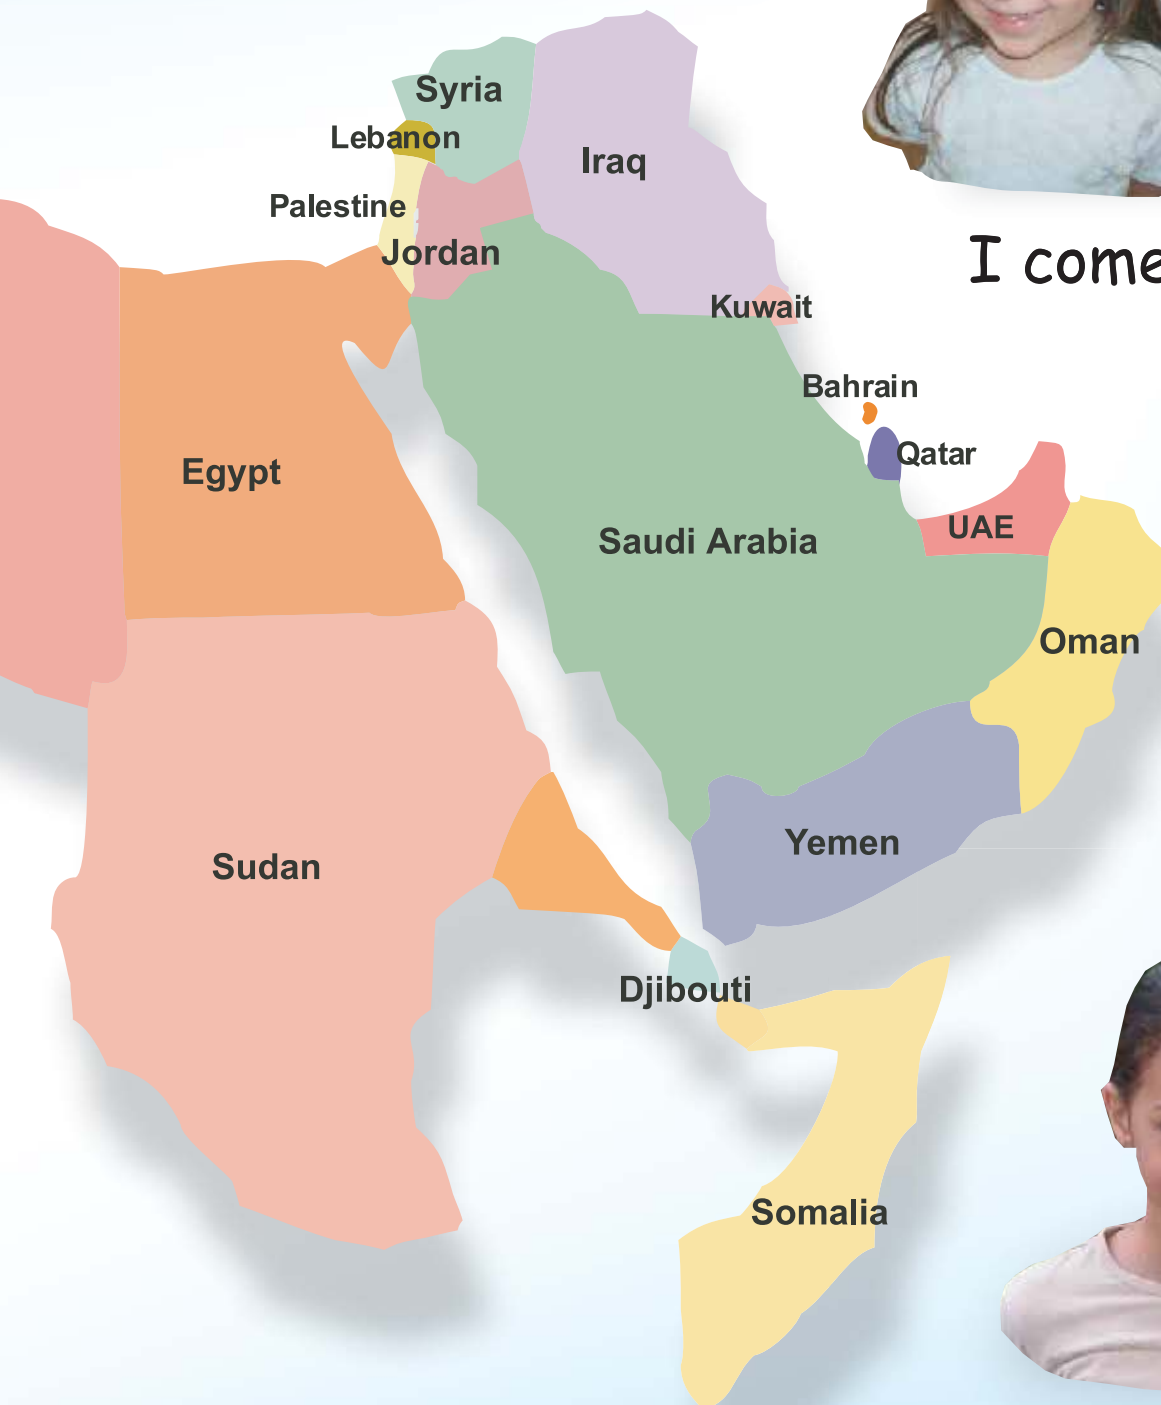 Syria
Lebanon
Iraq
Palestine
Jordan
I come
Kuwait
Bahrain
Qatar
Egypt
UAE
Saudi Arabia
Oman
Yemen
Sudan
Djibouti
Somalia